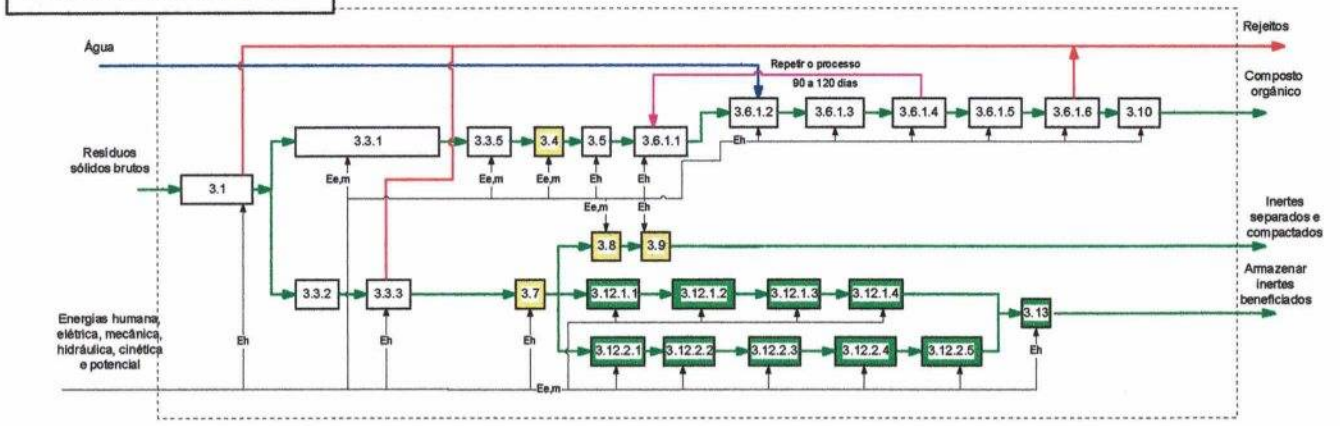 Rejeitos
Água
Repetir o processo
90 a 120 dias
Composto
orgânico
3.6.1.2
3.6.1.3
3.6.1.4
3.6.1.5
3.6.1.6
3.10
3.3.1
3.3.5
3.4
3.5
3.6.1.1
Eh
Resíduos
sólidos brutos
3.1
Ee,m
Ee,m
Ee,m
Eh
Eh
Ee,m
Eh
Inertes
separados e
compactados
3.8
3.9
Armazenar
inertes
beneficiados
3.3.2
3.3.3
3.7
3.12.1.1
3.12.1.2
3.12.1.3
3.12.1.4
3.13
Energias humana,
elétrica, mecânica,
hidráulica, cinética
e potencial
Eh
Eh
Eh
3.12.2.1
3.12.2.2
3.12.2.3
3.12.2.4
3.12.2.5
Eh
Ee,m